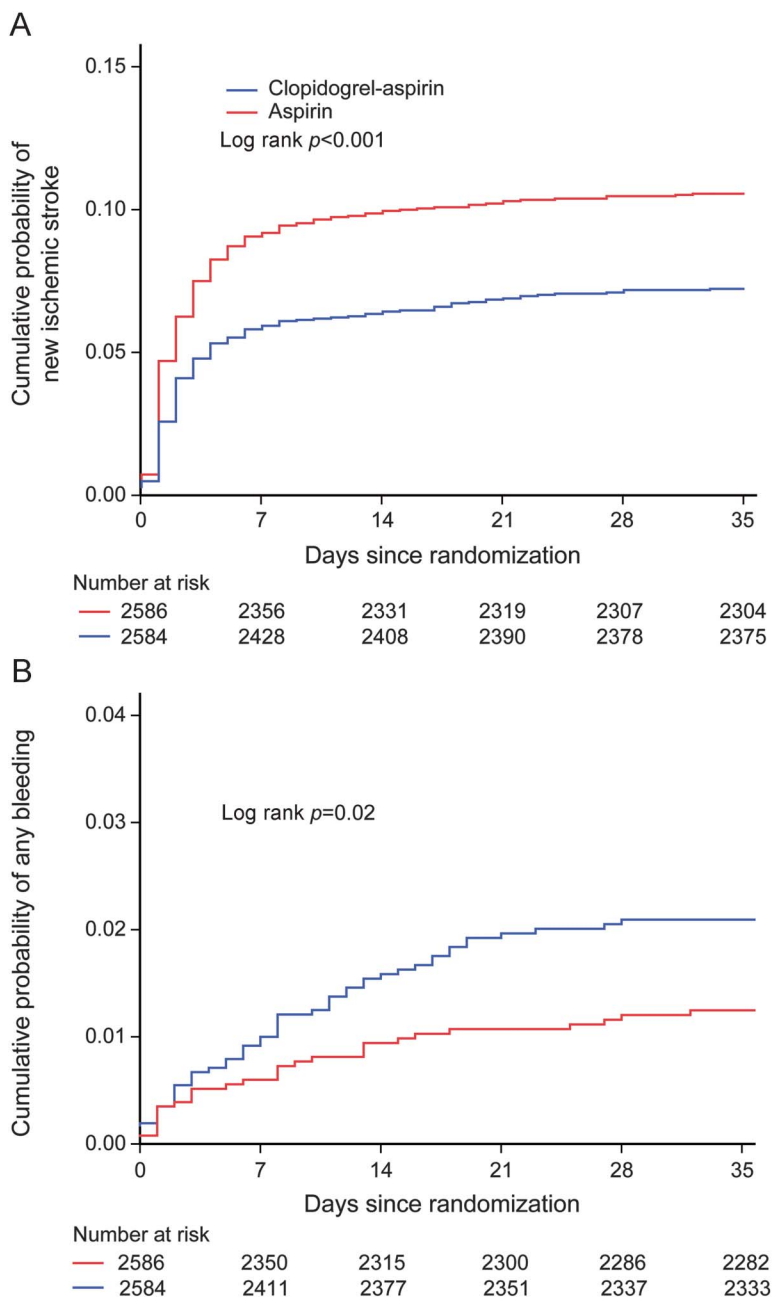 A
0.15
Clopidogrel-aspirin
Aspirin
Log rank p<0.001
Cumulative probability of
new ischemic stroke
0.10
0.05
0.00
0 7 14 21 28 35
Days since randomization
Number at risk
2586 2356 2331 2319 2307 2304
2584 2428 2408 2390 2378 2375
B
0.04
Log rank p=0.02
Cumulative probability of any bleeding
0.03
0.02
0.01
0.00
0 7 14 21 28 35
Days since randomization
Number at risk
2586 2350 2315 2300 2286 2282
2584 2411 2377 2351 2337 2333